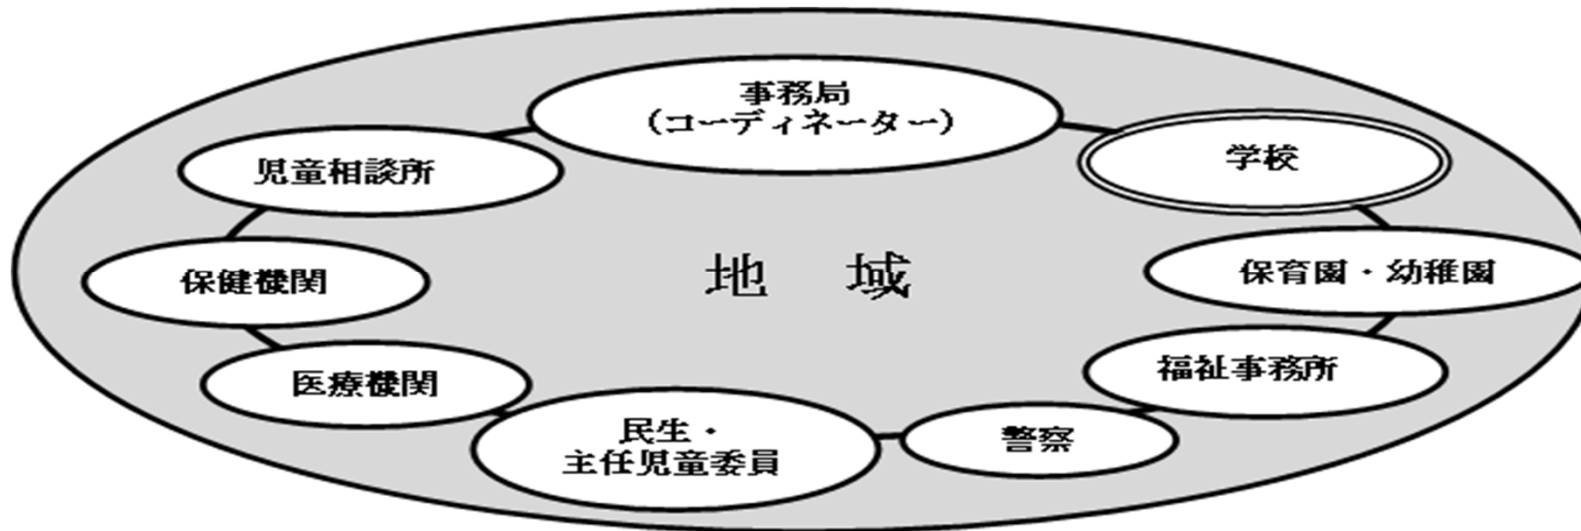 事務局
(コーディネーター)
児童相談所
学校
保健機関
地　域
保育園・幼稚園
医療機関
福祉事務所
民生・
主任児童委員
警察